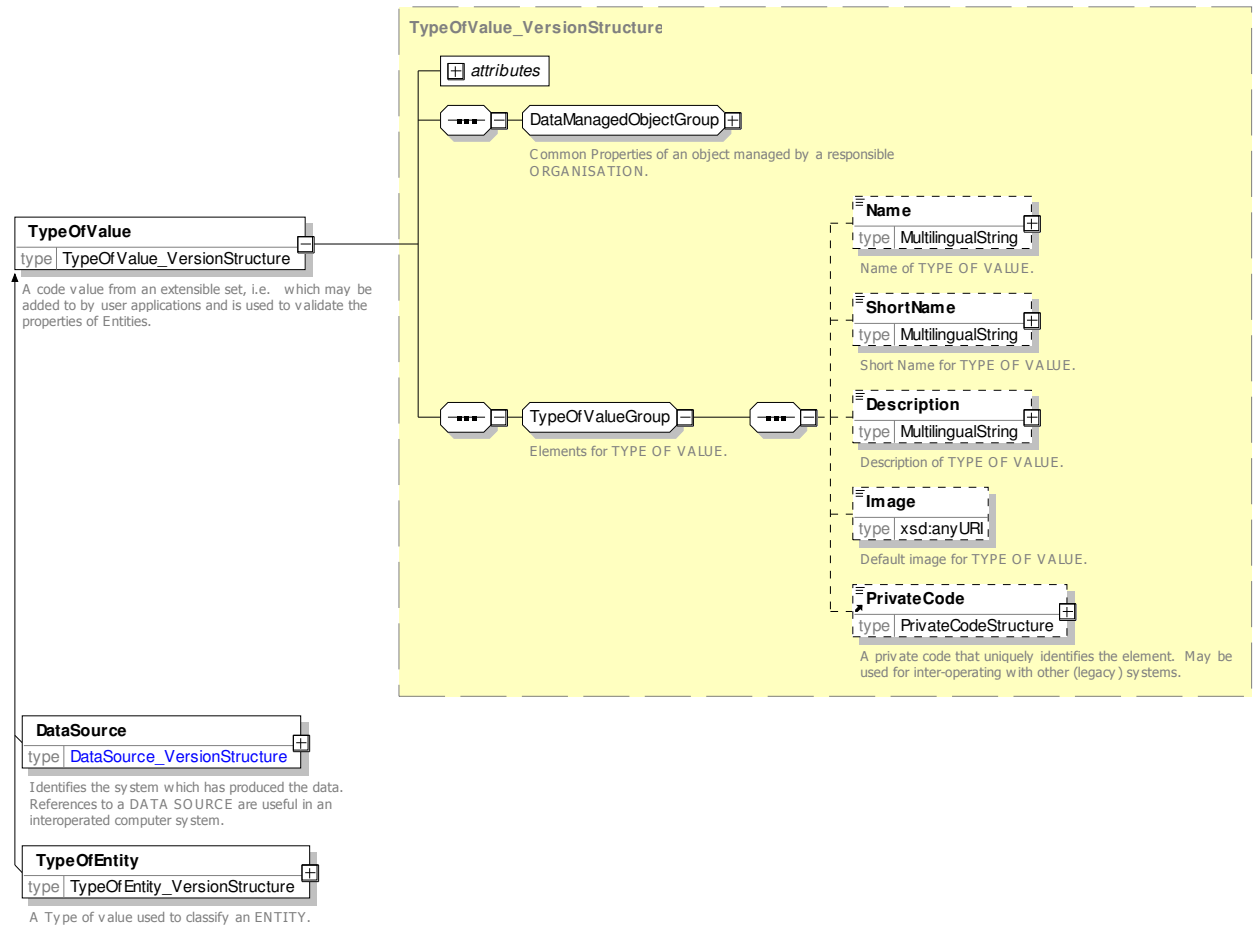 TypeOfValue_VersionStructure
attributes
DataManagedObjectGroup
Common Properties of an object managed by a responsible
ORGANISATION.
TypeOfValue
type TypeOfValue_VersionStructure
A code value from an extensible set, i.e. which may be
added to by user applications and is used to validate the
properties of Entities.
Name
type MultilingualString
Name of TYPE OF VALUE.
ShortName
type MultilingualString
Short Name for TYPE OF VALUE.
TypeOfValueGroup
Elements for TYPE OF VALUE.
Description
type MultilingualString
Description of TYPE OF VALUE.
Image
type xsd:anyURI
Default image for TYPE OF VALUE.
PrivateCode
type PrivateCodeStructure
A private code that uniquely identifies the element. May be
used for inter-operating with other (legacy) systems.
DataSource
type DataSource_VersionStructure
Identifies the system which has produced the data.
References to a DATA SOURCE are useful in an
interoperated computer system.
TypeOfEntity
type TypeOfEntity_VersionStructure
A Type of value used to classify an ENTITY.